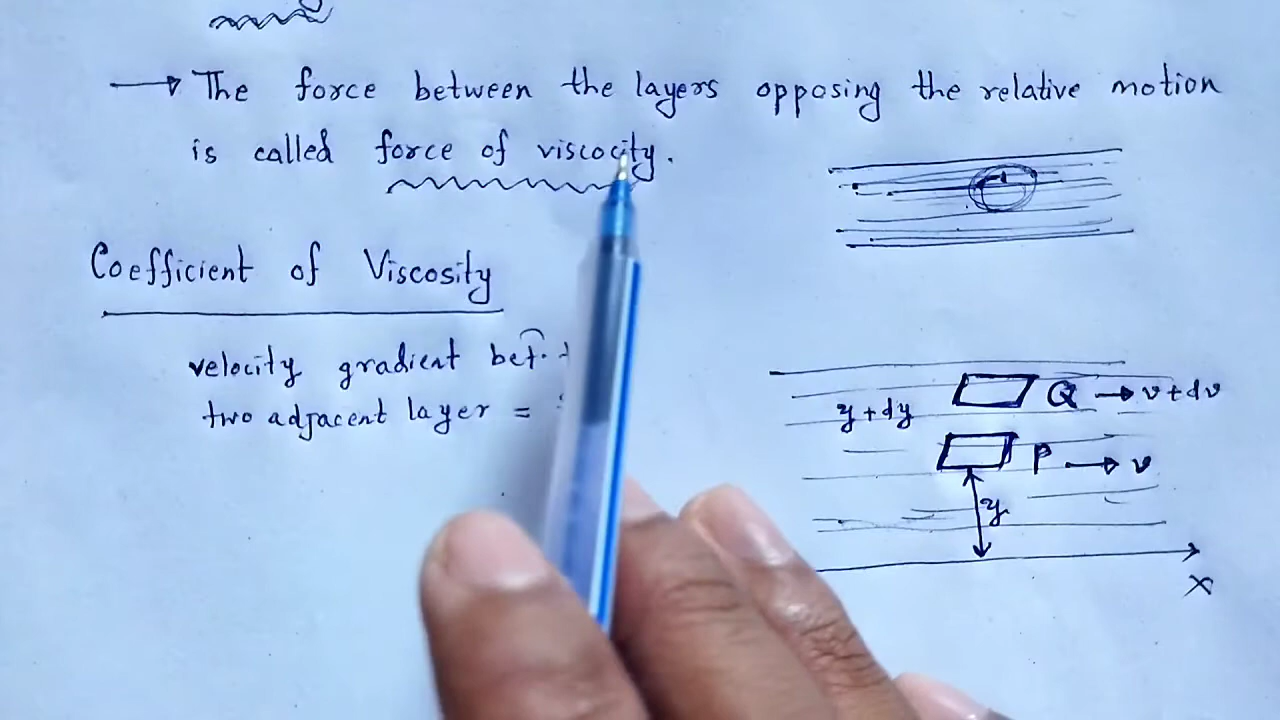 → The force between the layers opposing the relative motion
is called force of viscocity.
Coefficient of Viscosity
velocity gradient bet.
two adjacent layer =
Q → v + dv
y + dy
P → v
y
X